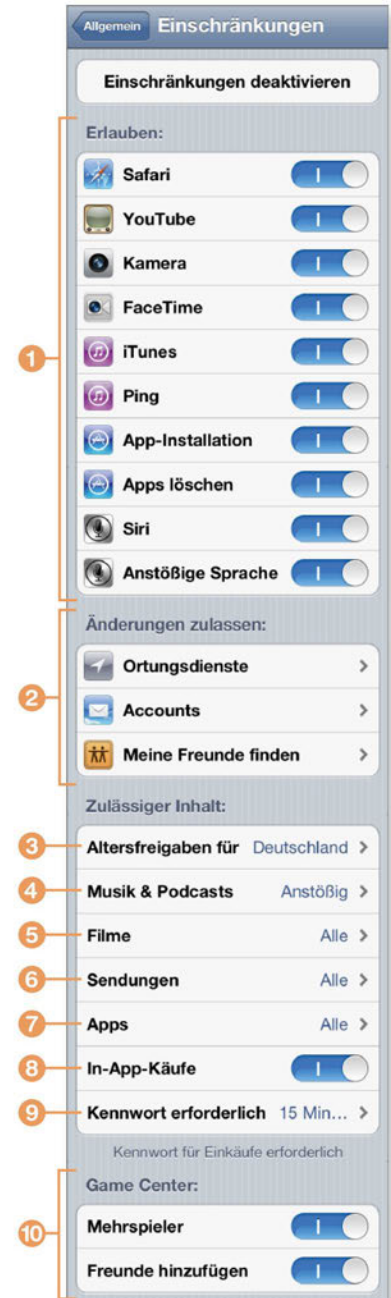 Allgemein Einschränkungen
Einschränkungen deaktivieren
Erlauben:
Safari
YouTube
Kamera
FaceTime
1 iTunes
Ping
App-Installation
Apps löschen
Siri
Anstößige Sprache
Änderungen zulassen:
Ortungsdienste
2 Accounts
Meine Freunde finden
Zulässiger Inhalt:
3 Altersfreigaben für Deutschland
4 Musik & Podcasts Anstößig
5 Filme Alle
6 Sendungen Alle
7 Apps Alle
8 In-App-Käufe
9 Kennwort erforderlich 15 Min...
Kennwort für Einkäufe erforderlich
Game Center:
10 Mehrspieler
Freunde hinzufügen